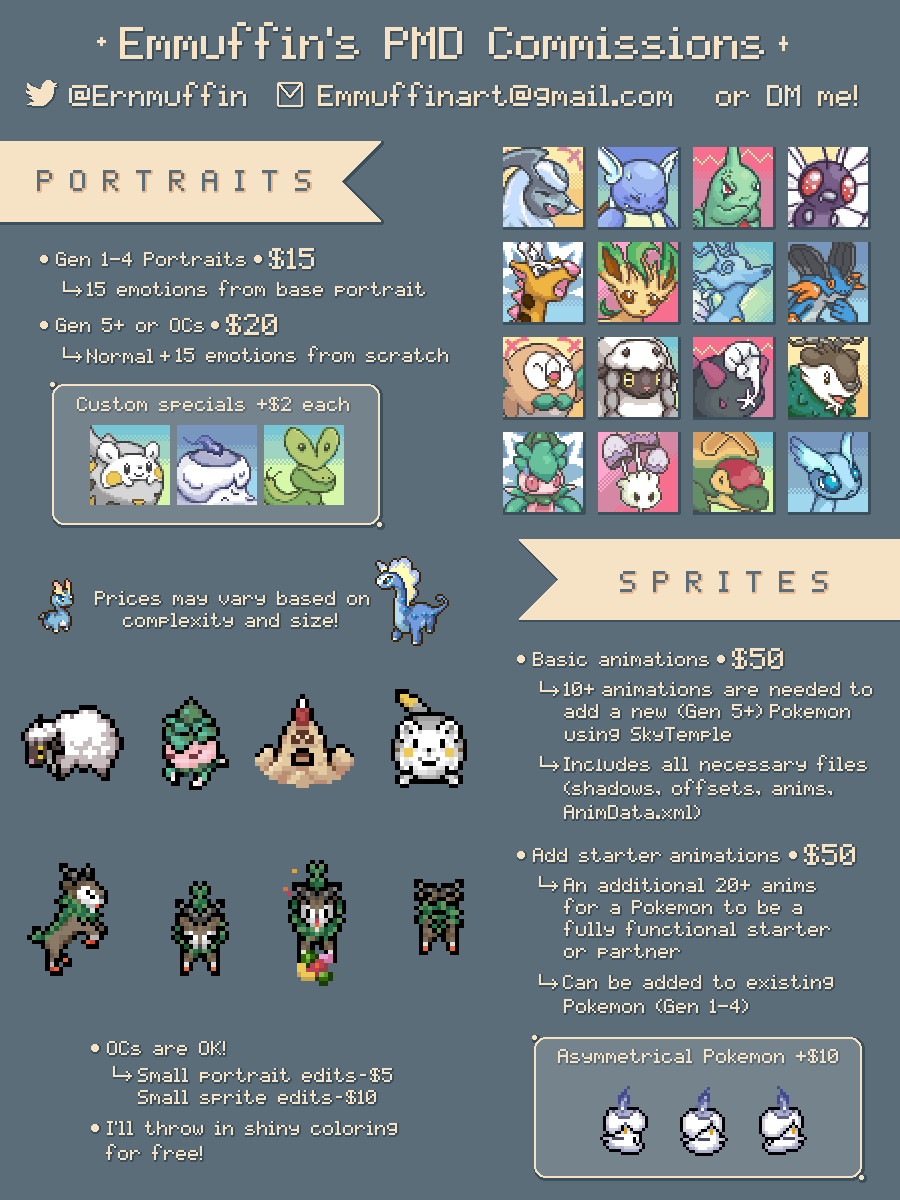 Emmuffin's PMD Commissions
@Ernmuffin Emmuffinart@gmail.com or DM me!
PORTRAITS
• Gen 1-4 Portraits • $15
↳15 emotions from base portrait
• Gen 5+ or OCs • $20
↳Normal +15 emotions from scratch
Custom specials +$2 each
Prices may vary based on
complexity and size!
SPRITES
• Basic animations • $50
↳10+ animations are needed to
add a new (Gen 5+) Pokemon
using SkyTemple
↳Includes all necessary files
(shadows, offsets, anims,
AnimData.xml)
• Add starter animations • $50
↳An additional 20+ anims
for a Pokemon to be a
fully functional starter
or partner
↳Can be added to existing
Pokemon (Gen 1-4)
Asymmetrical Pokemon +$10
• OCs are OK!
↳Small portrait edits-$5
Small sprite edits-$10
• I'll throw in shiny coloring
for free!